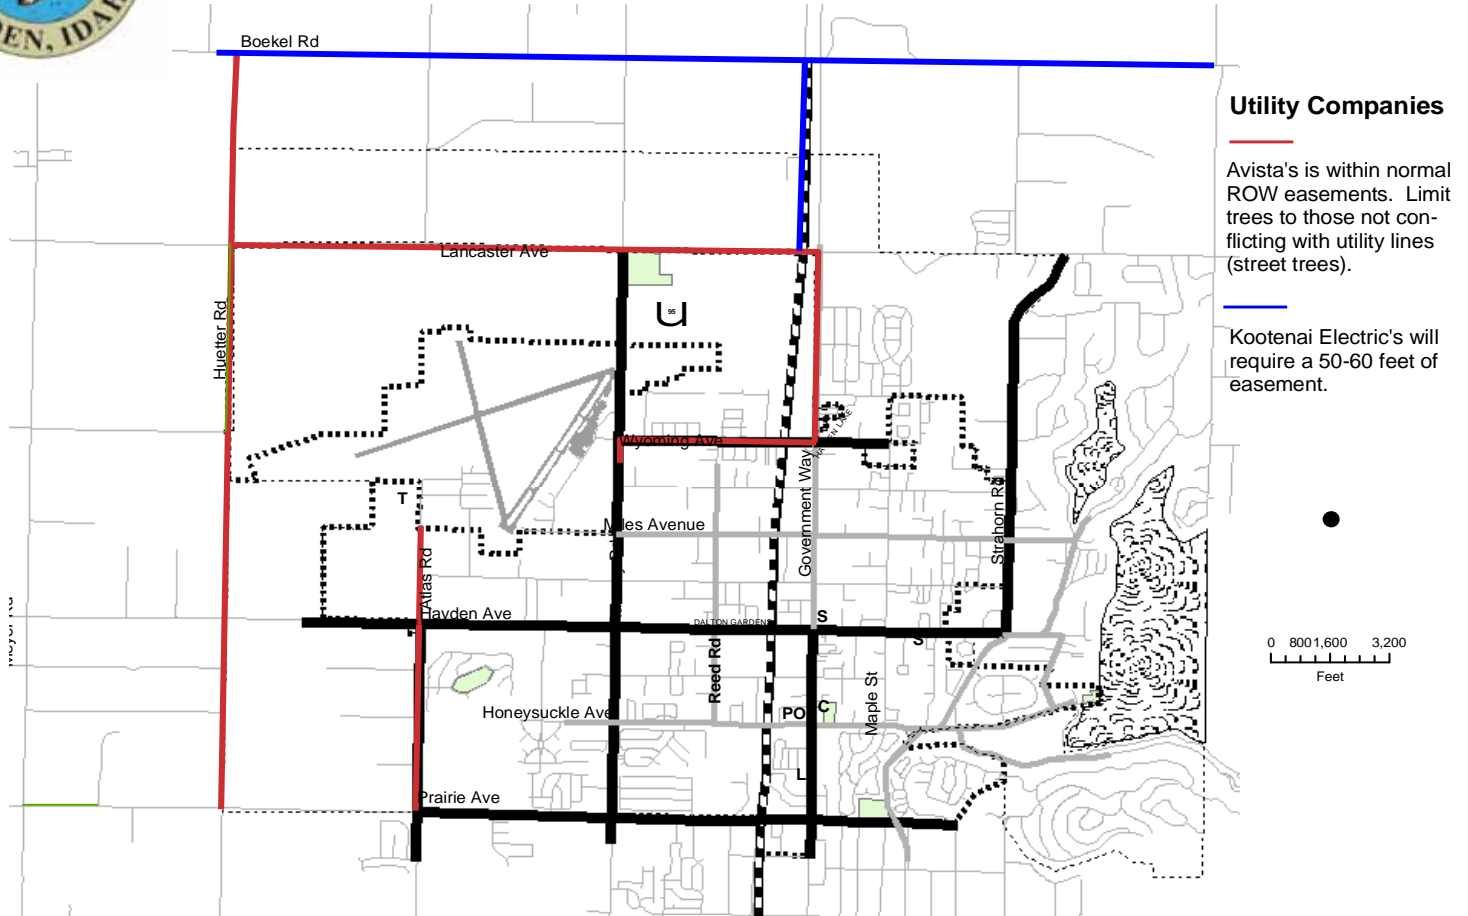 DEN, IDA
Boekel Rd
Utility Companies
Avista's is within normal
ROW easements. Limit
trees to those not con-
flicting with utility lines
(street trees).
Kootenai Electric's will
require a 50-60 feet of
easement.
Lancaster Ave
Huetter Rd
95
Wyoming Ave
T
Miles Avenue
Government Way
Strahorn Rd
Atlas Rd
Hayden Ave
DALTON GARDENS
S
S
Reed Rd
Maple St
Honeysuckle Ave
PO
C
L
Prairie Ave
0 800 1,600 3,200
Feet